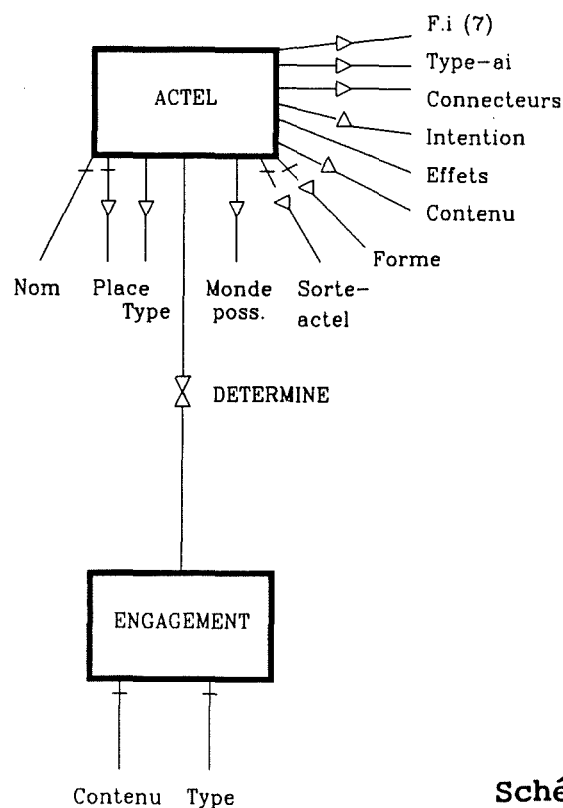 F.i (7)
Type-ai
ACTEL
Connecteurs
Intention
Effets
Contenu
Forme
Nom
Place
Type
Monde
poss.
Sorte-
actel
DETERMINE
ENGAGEMENT
Contenu
Type